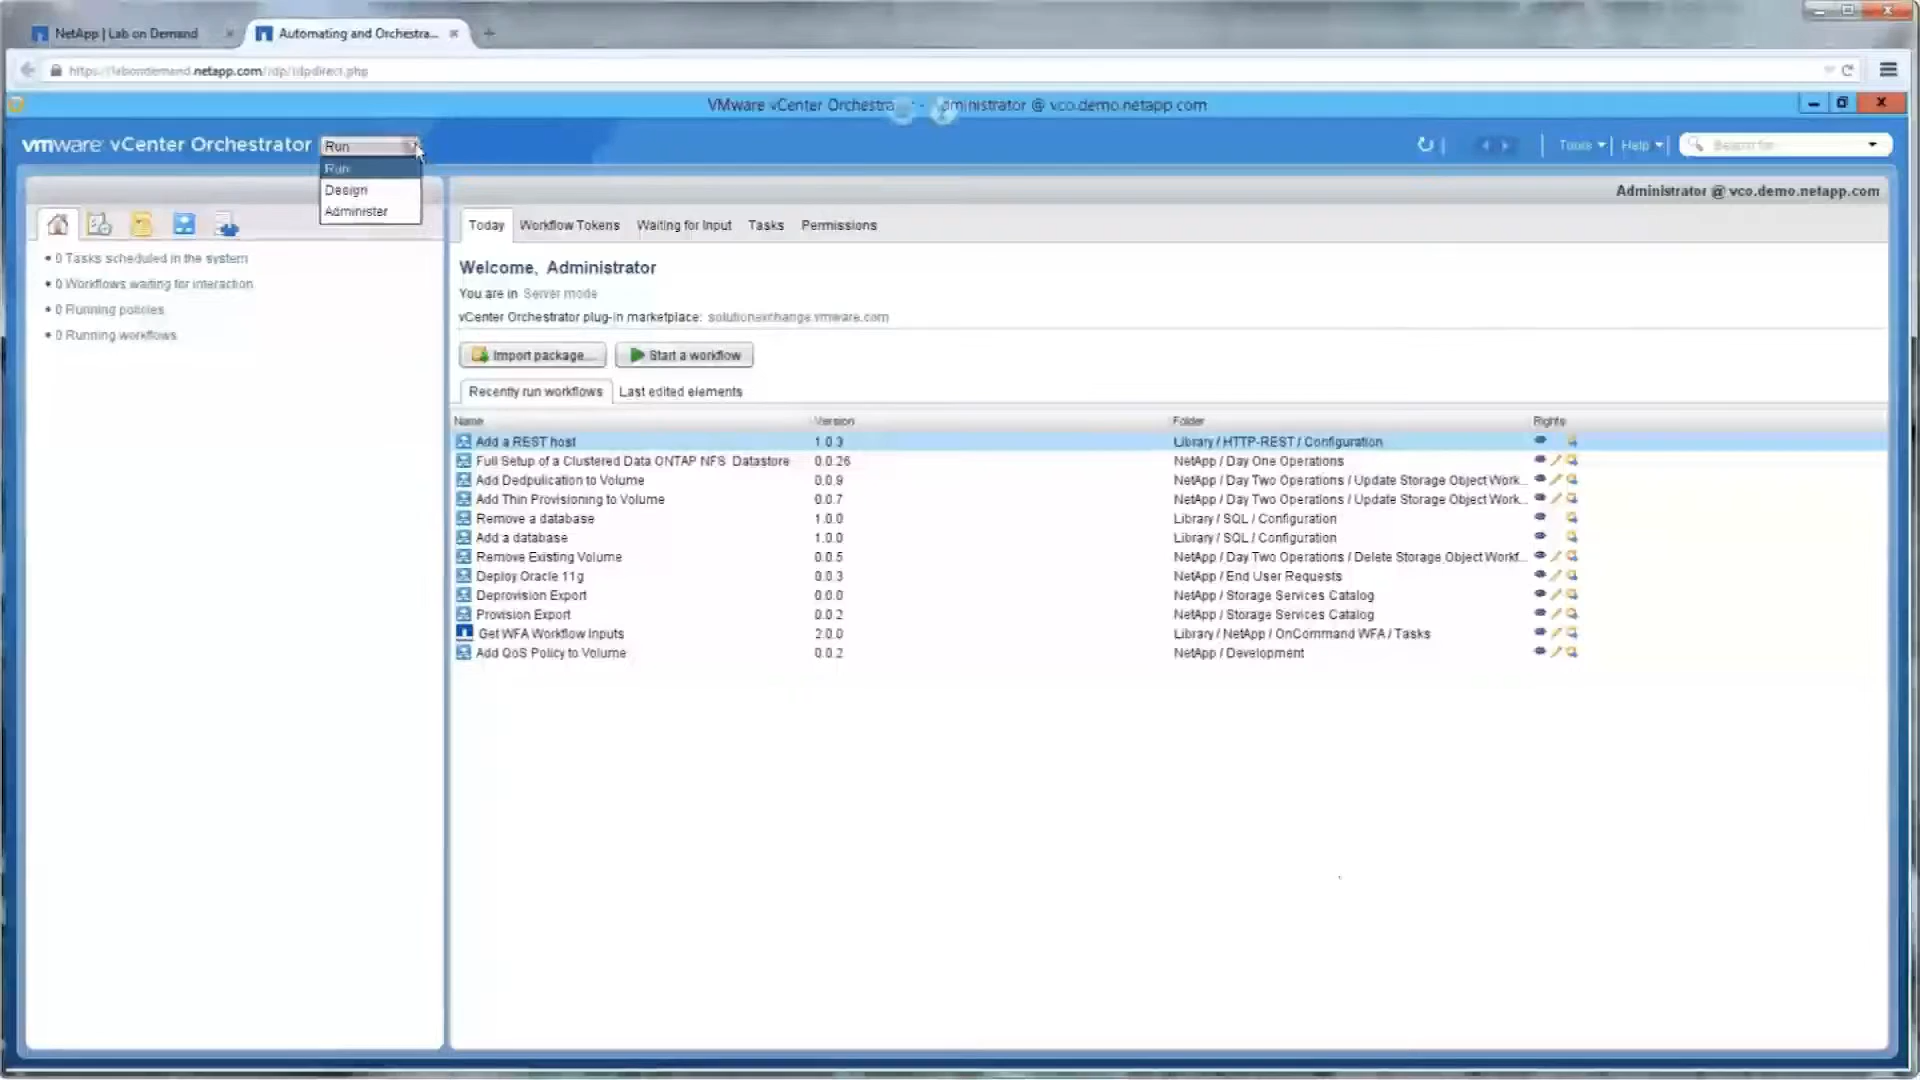 NetApp | Lab on Demand
Automating and Orchestra...
https://labondemand.netapp.com/rdp/rdpdirect.php
VMware vCenter Orchestra - ministrator @ vco.demo.netapp.com
vmware vCenter Orchestrator
Run
Run
Design
Administer
Tools
Help
Search for
Administrator @ vco.demo.netapp.com
0 Tasks scheduled in the system
0 Workflows waiting for interaction
0 Running policies
0 Running workflows
Today Workflow Tokens Waiting for Input Tasks Permissions
Welcome, Administrator
You are in Server mode
vCenter Orchestrator plug-in marketplace: solutionexchange.vmware.com
Import package... Start a workflow
Recently run workflows Last edited elements
Name Version Folder Rights
Add a REST host 1.0.3 Library / HTTP-REST / Configuration
Full Setup of a Clustered Data ONTAP NFS Datastore 0.0.26 NetApp / Day One Operations
Add Dedpulication to Volume 0.0.9 NetApp / Day Two Operations / Update Storage Object Work...
Add Thin Provisioning to Volume 0.0.7 NetApp / Day Two Operations / Update Storage Object Work...
Remove a database 1.0.0 Library / SQL / Configuration
Add a database 1.0.0 Library / SQL / Configuration
Remove Existing Volume 0.0.5 NetApp / Day Two Operations / Delete Storage Object Workf...
Deploy Oracle 11g 0.0.3 NetApp / End User Requests
Deprovision Export 0.0.0 NetApp / Storage Services Catalog
Provision Export 0.0.2 NetApp / Storage Services Catalog
Get WFA Workflow Inputs 2.0.0 Library / NetApp / OnCommand WFA / Tasks
Add QoS Policy to Volume 0.0.2 NetApp / Development